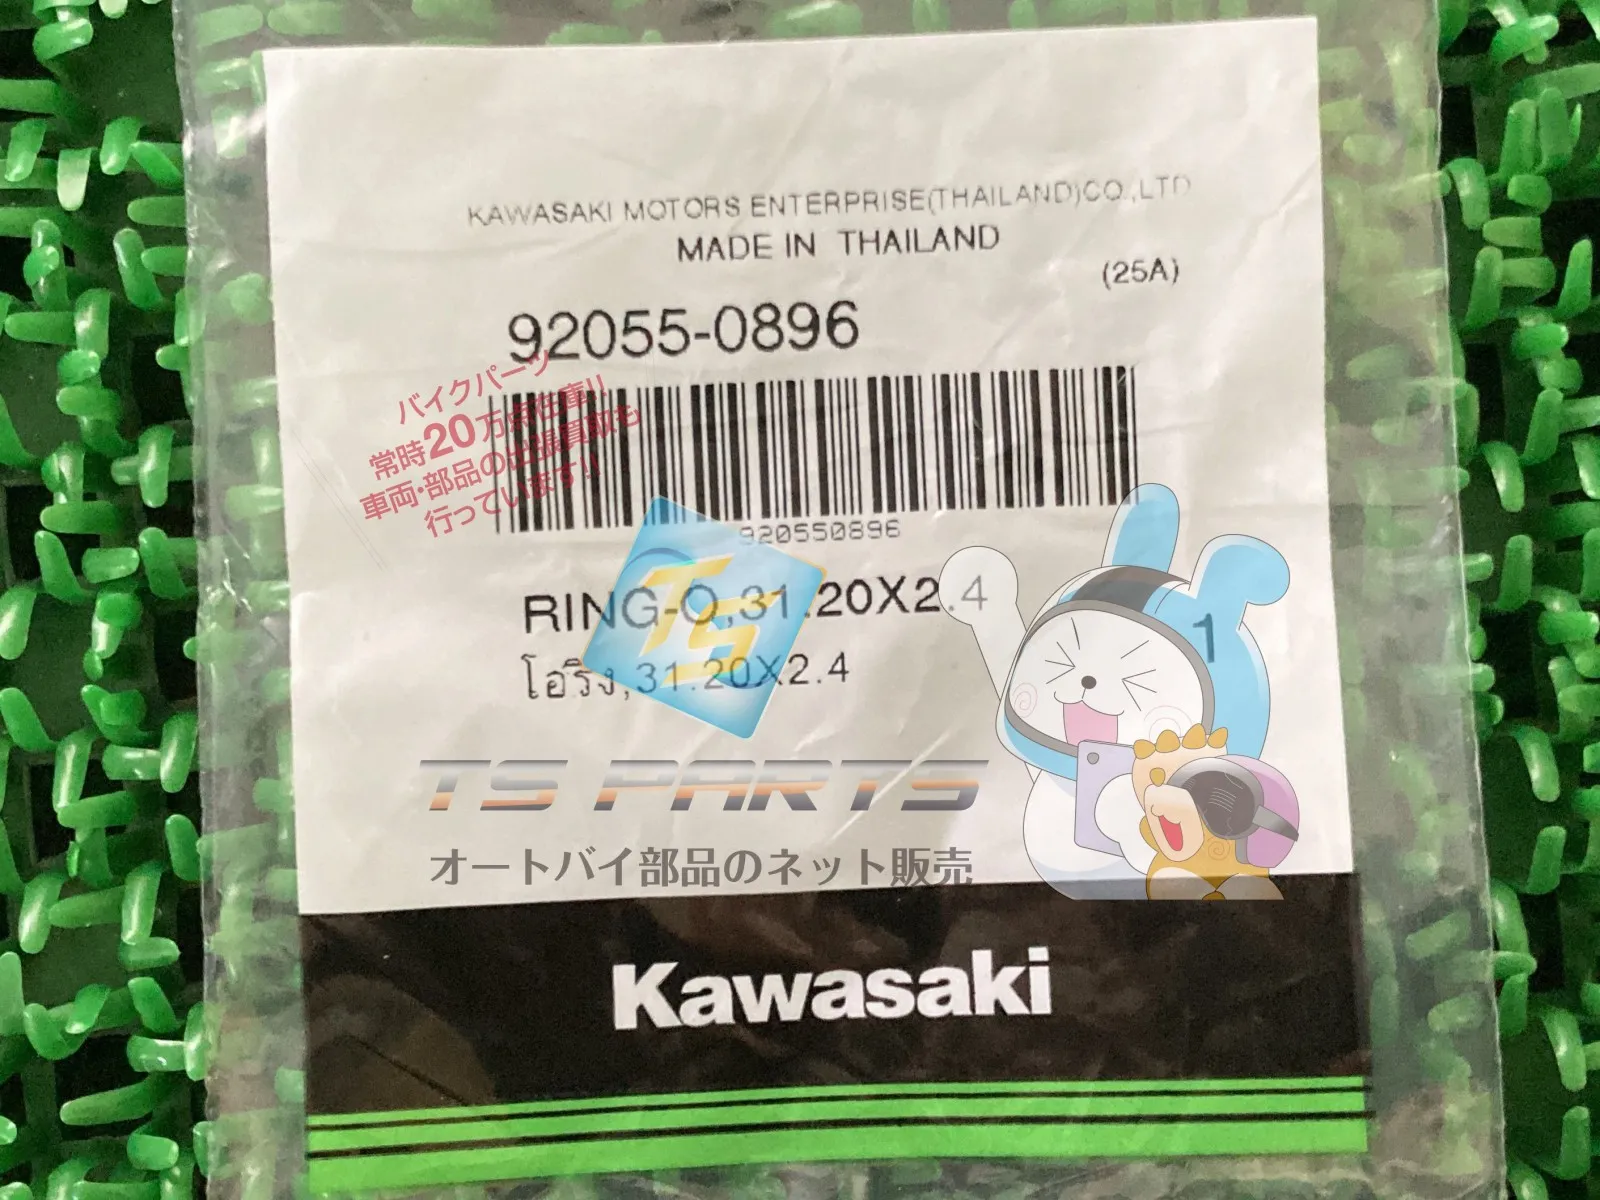 KAWASAKI MOTORS ENTERPRISE(THAILAND)CO.,LTD
MADE IN THAILAND
(25A)
92055-0896
バイクパーツ
常時20万点在庫!!
車両・部品の出張買取も
行っています!!
920550896
RING-O,31.20X2.4
1
โอริง,31.20X2.4
TS
TS PARTS
オートバイ部品のネット販売
Kawasaki